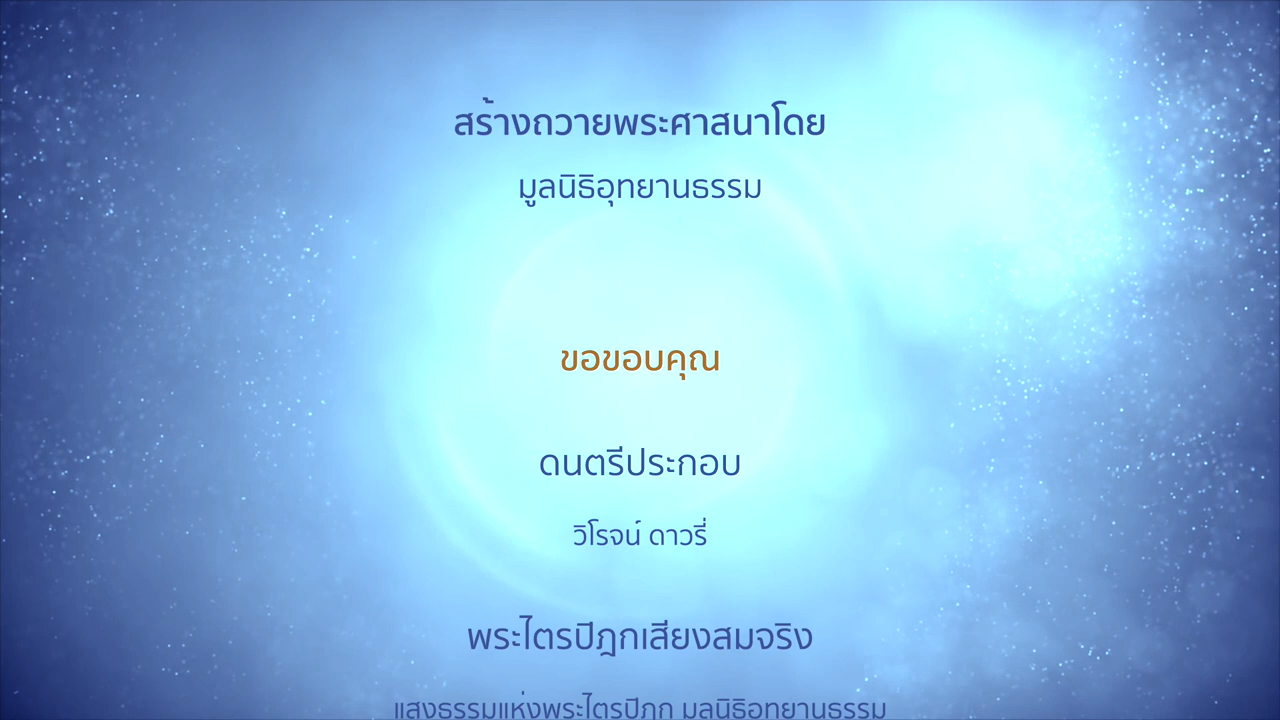 สร้างถวายพระศาสนาโดย
มูลนิธิอุทยานธรรม
ขอขอบคุณ
ดนตรีประกอบ
วิโรจน์ ดาวรี่
พระไตรปิฎกเสียงสมจริง
แสงธรรมแห่งพระไตรปิฎก มูลนิธิอุทยานธรรม